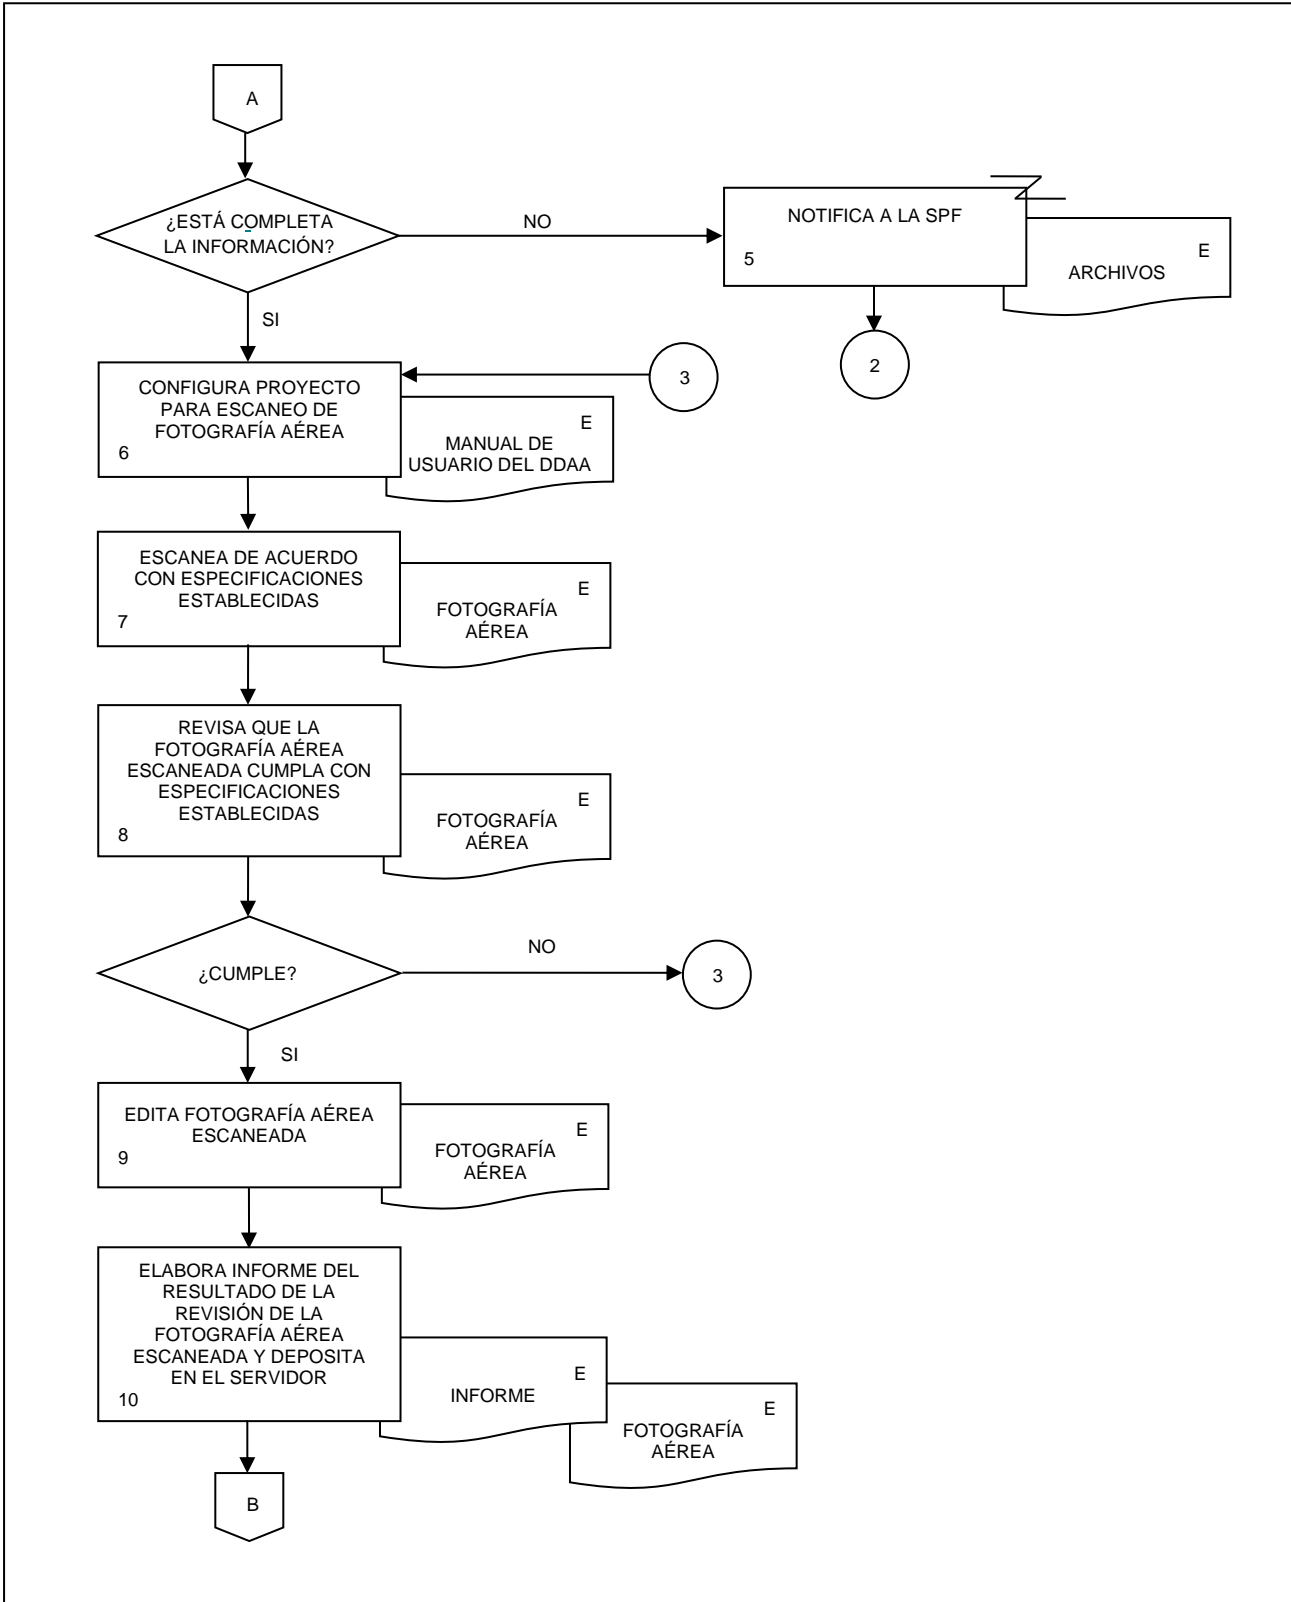 A
¿ESTÁ COMPLETA
LA INFORMACIÓN?
NO
NOTIFICA A LA SPF
5
E
ARCHIVOS
2
SI
3
CONFIGURA PROYECTO
PARA ESCANEO DE
FOTOGRAFÍA AÉREA
6
E
MANUAL DE
USUARIO DEL DDAA
ESCANEA DE ACUERDO
CON ESPECIFICACIONES
ESTABLECIDAS
7
E
FOTOGRAFÍA
AÉREA
REVISA QUE LA
FOTOGRAFÍA AÉREA
ESCANEADA CUMPLA CON
ESPECIFICACIONES
ESTABLECIDAS
8
E
FOTOGRAFÍA
AÉREA
¿CUMPLE?
NO
3
SI
EDITA FOTOGRAFÍA AÉREA
ESCANEADA
9
E
FOTOGRAFÍA
AÉREA
ELABORA INFORME DEL
RESULTADO DE LA
REVISIÓN DE LA
FOTOGRAFÍA AÉREA
ESCANEADA Y DEPOSITA
EN EL SERVIDOR
10
E
INFORME
E
FOTOGRAFÍA
AÉREA
B